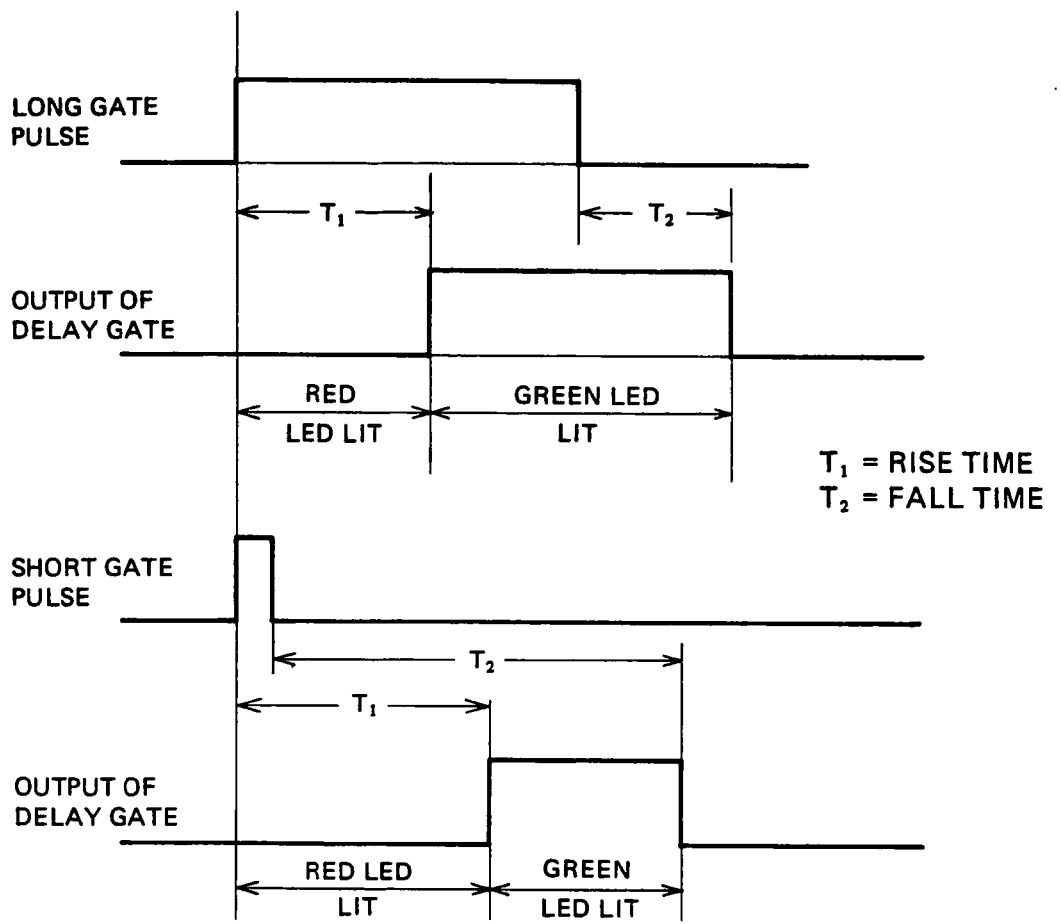 LONG GATE
PULSE
T₁
T₂
OUTPUT OF
DELAY GATE
RED
LED LIT
GREEN LED
LIT
T₁ = RISE TIME
T₂ = FALL TIME
SHORT GATE
PULSE
T₂
T₁
OUTPUT OF
DELAY GATE
RED LED
LIT
GREEN
LED LIT